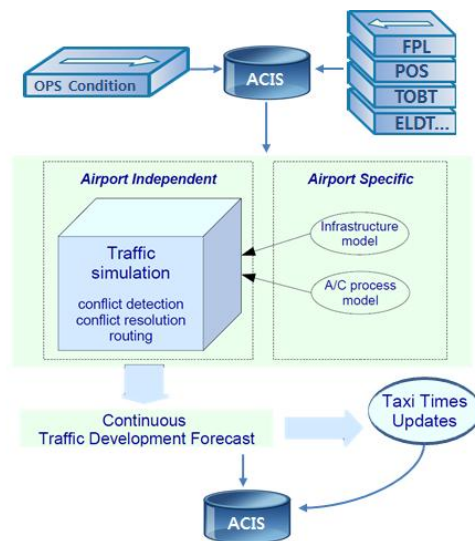 OPS Condition
ACIS
FPL
POS
TOBT
ELDT...
Airport Independent
Airport Specific
Traffic
simulation
conflict detection
conflict resolution
routing
Infrastructure
model
A/C process
model
Continuous
Traffic Development Forecast
Taxi Times
Updates
ACIS